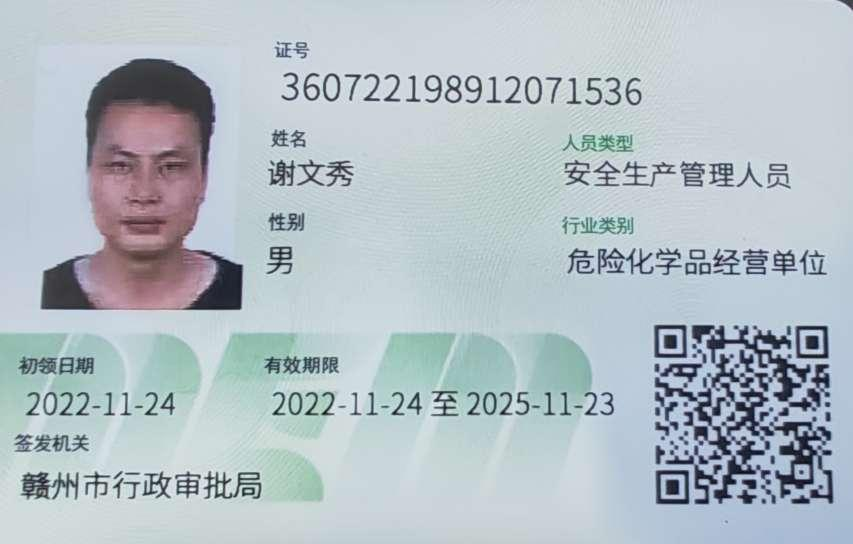 证号
360722198912071536
姓名
谢文秀
人员类型
安全生产管理人员
性别
男
行业类别
危险化学品经营单位
初领日期
2022-11-24
有效期限
2022-11-24 至 2025-11-23
签发机关
赣州市行政审批局